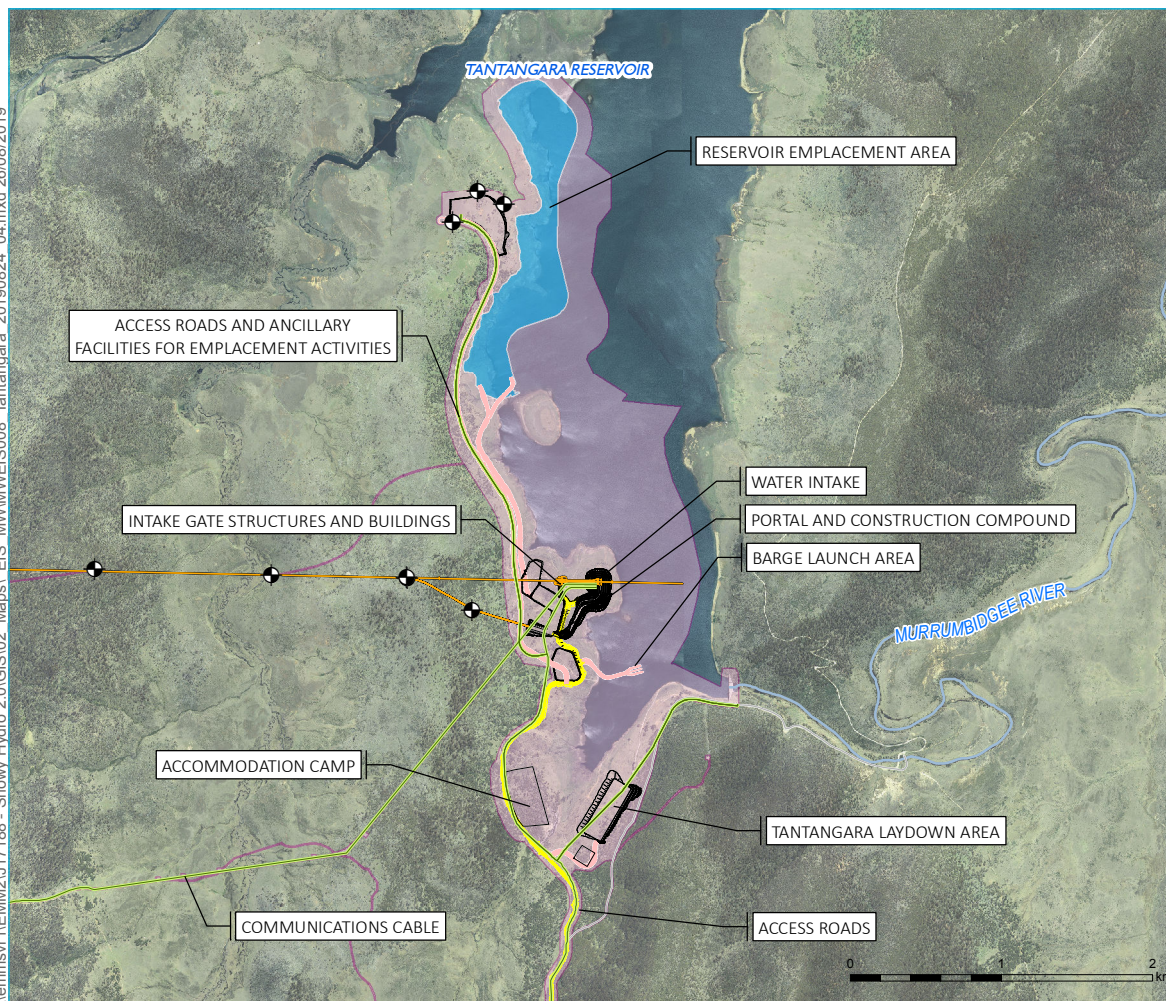 TANTANGARA RESERVOIR
RESERVOIR EMPLACEMENT AREA
ACCESS ROADS AND ANCILLARY
FACILITIES FOR EMPLACEMENT ACTIVITIES
WATER INTAKE
INTAKE GATE STRUCTURES AND BUILDINGS
PORTAL AND CONSTRUCTION COMPOUND
BARGE LAUNCH AREA
MURRUMBIDGEE RIVER
ACCOMMODATION CAMP
TANTANGARA LAYDOWN AREA
COMMUNICATIONS CABLE
ACCESS ROADS
0 1 2
km